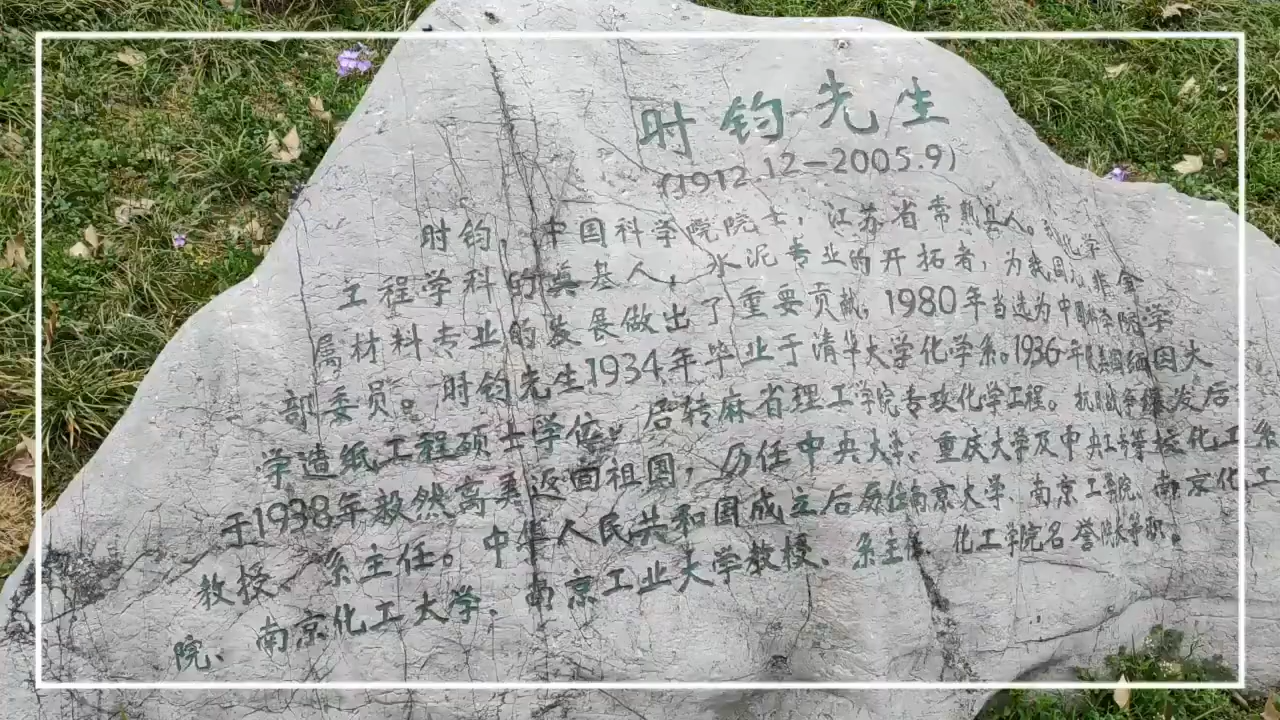 时钧先生
(1912.12—2005.9)
时钧，中国科学院院士，江苏省常熟县人。我国化学
工程学科的奠基人，水泥专业的开拓者，为我国无非金
属材料专业的发展做出了重要贡献。1980年当选为中国科学院学
部委员。时钧先生1934年毕业于清华大学化学系。1936年美国缅因大
学造纸工程硕士学位。后转麻省理工学院专攻化学工程。抗日战争爆发后
于1938年毅然离美返回祖国，历任中央大学、重庆大学及中央工专等校化工系
教授、系主任。中华人民共和国成立后历任南京大学、南京工学院、南京化工
院、南京化工大学，南京工业大学教授、系主任、化工学院名誉院长等职。